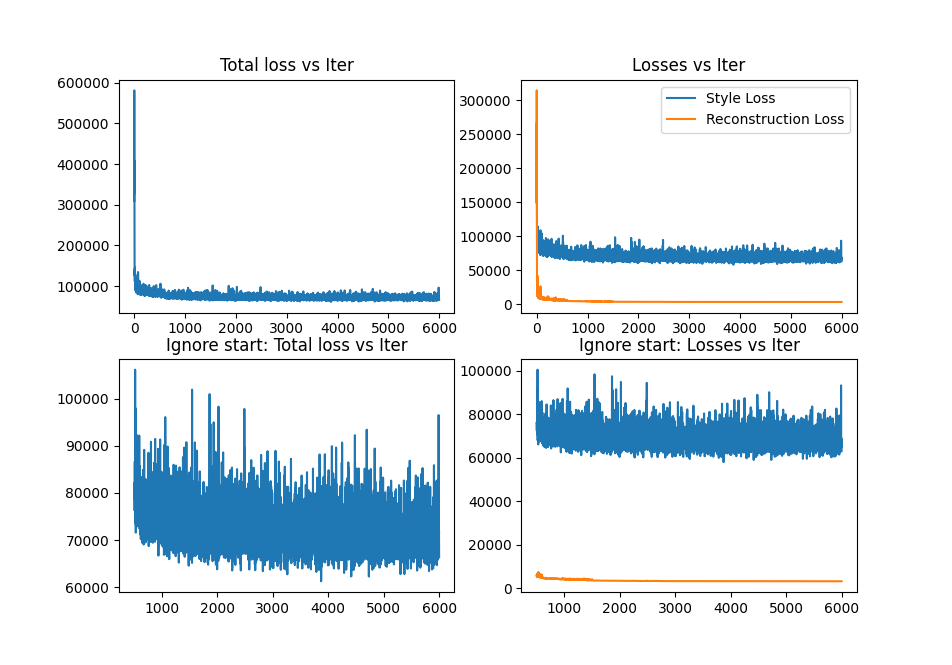 Total loss vs Iter
600000
500000
400000
300000
200000
100000
0 1000 2000 3000 4000 5000 6000
Losses vs Iter
Style Loss
Reconstruction Loss
300000
250000
200000
150000
100000
50000
0
0 1000 2000 3000 4000 5000 6000
Ignore start: Total loss vs Iter
100000
90000
80000
70000
60000
1000 2000 3000 4000 5000 6000
Ignore start: Losses vs Iter
100000
80000
60000
40000
20000
0
1000 2000 3000 4000 5000 6000